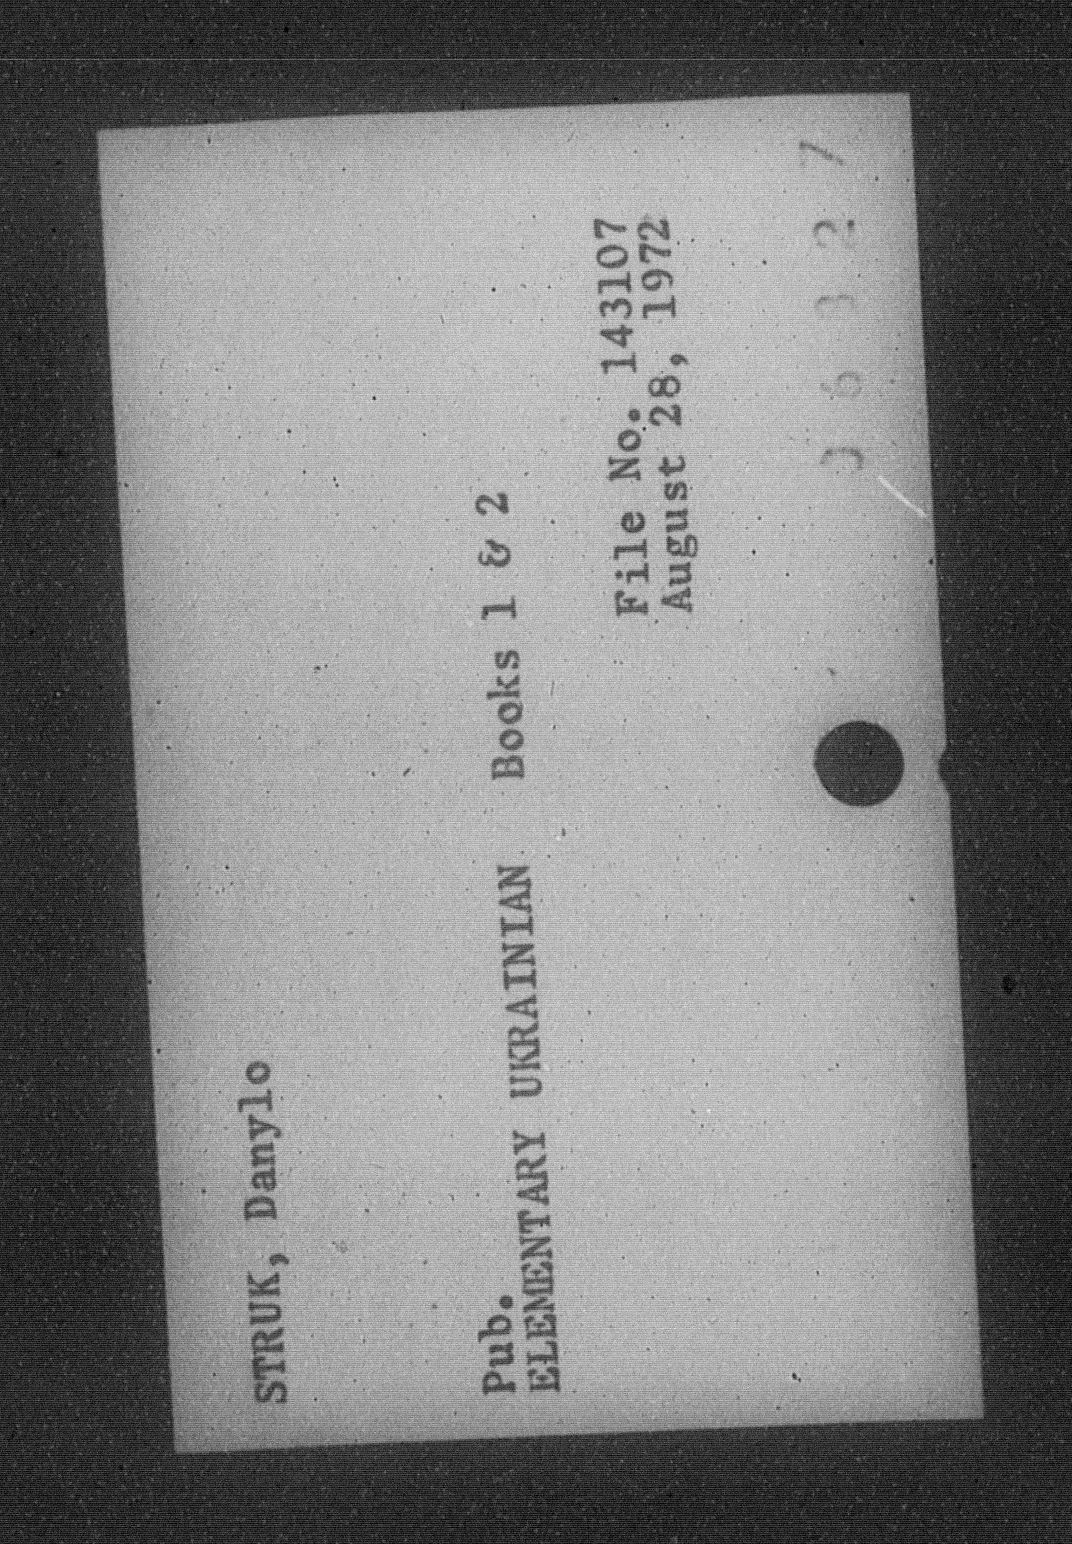 STRUK, Danylo
Pub.
ELEMENTARY UKRAINIAN Books 1 & 2
File No. 143107
August 28, 1972